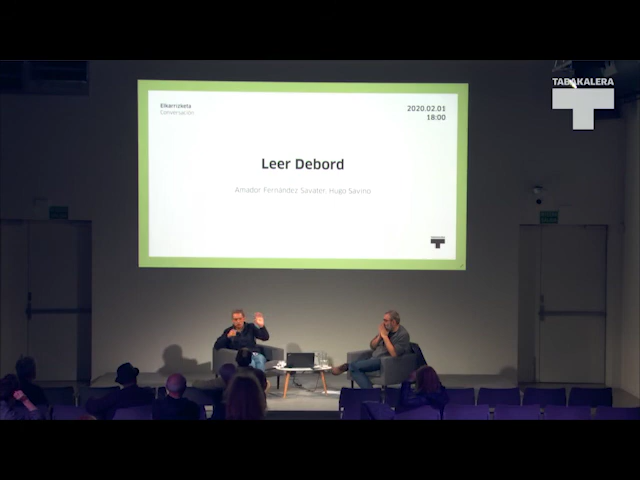 TABAKALERA
Elkarrizketa
Conversación
2020.02.01
18:00
Leer Debord
Amador Fernández Savater. Hugo Savino